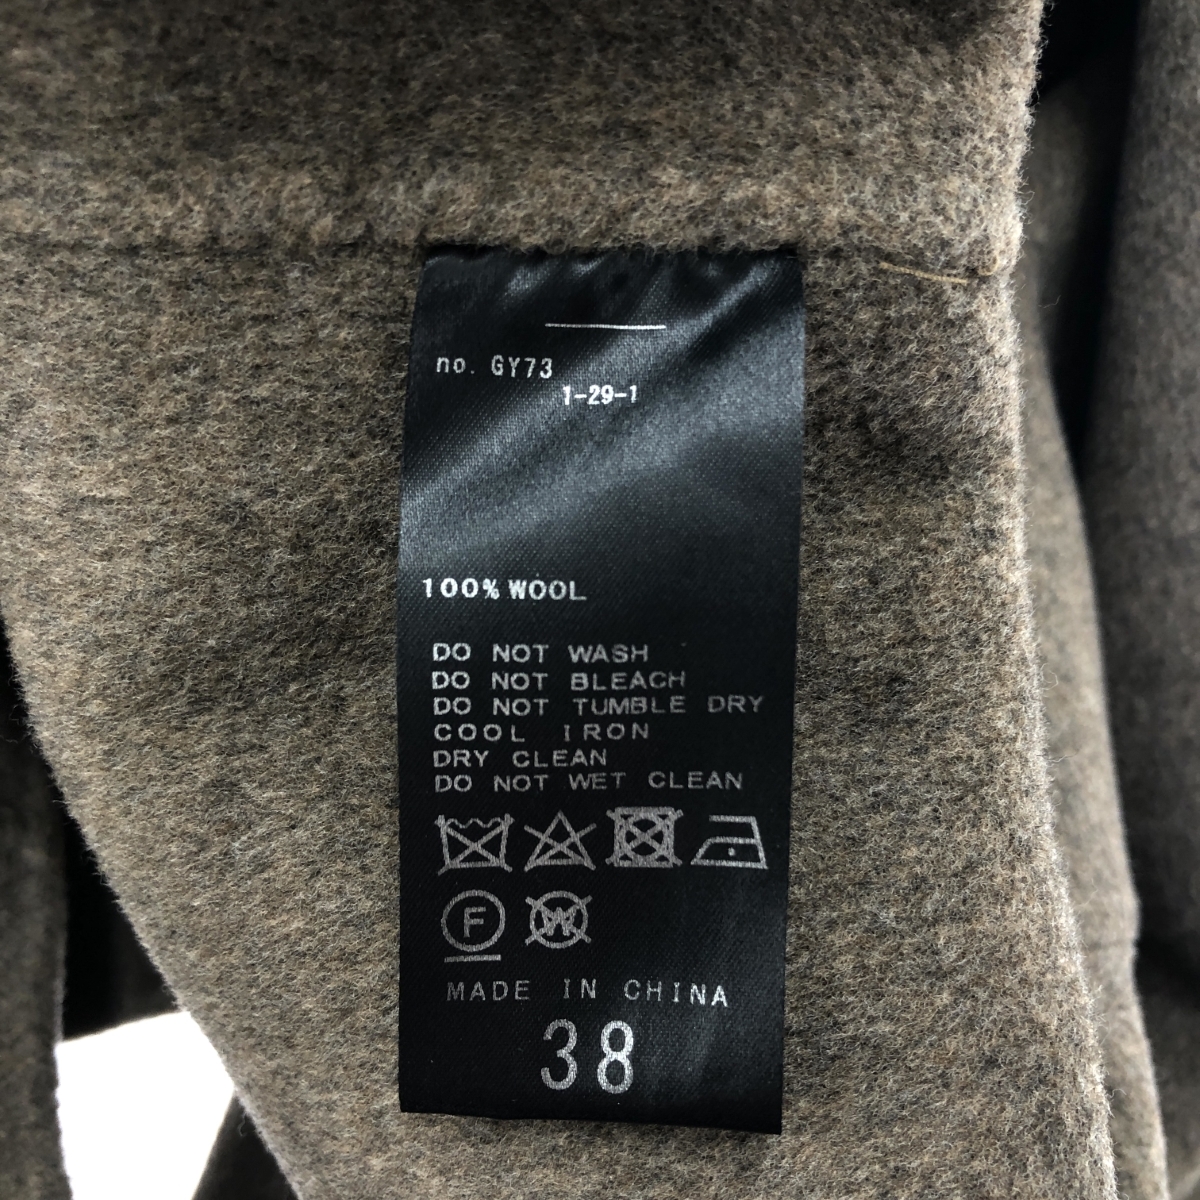 no. GY73
1-29-1
100% WOOL
DO NOT WASH
DO NOT BLEACH
DO NOT TUMBLE DRY
COOL IRON
DRY CLEAN
DO NOT WET CLEAN
F W
MADE IN CHINA
38